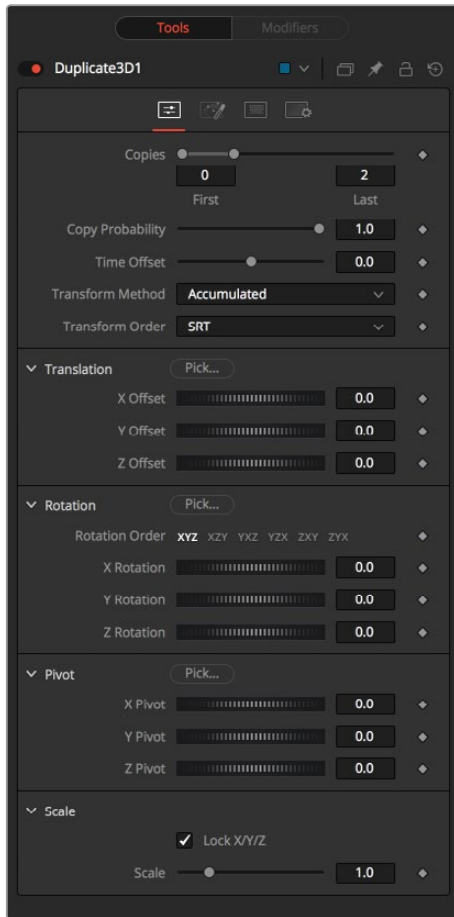 Tools Modifiers
Duplicate3D1
Copies
0 2
First Last
Copy Probability 1.0
Time Offset 0.0
Transform Method Accumulated
Transform Order SRT
Translation Pick...
X Offset 0.0
Y Offset 0.0
Z Offset 0.0
Rotation Pick...
Rotation Order XYZ XZY YXZ YZX ZXY ZYX
X Rotation 0.0
Y Rotation 0.0
Z Rotation 0.0
Pivot Pick...
X Pivot 0.0
Y Pivot 0.0
Z Pivot 0.0
Scale
Lock X/Y/Z
Scale 1.0